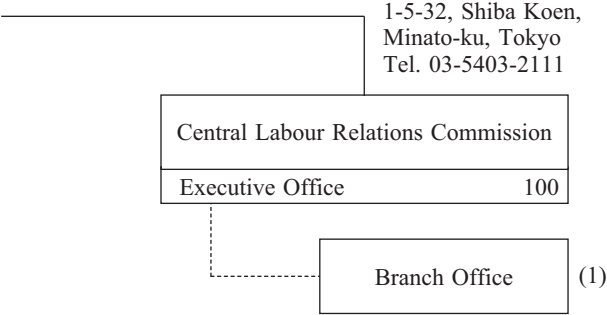 1-5-32, Shiba Koen,
Minato-ku, Tokyo
Tel. 03-5403-2111
Central Labour Relations Commission
Executive Office 100
Branch Office (1)